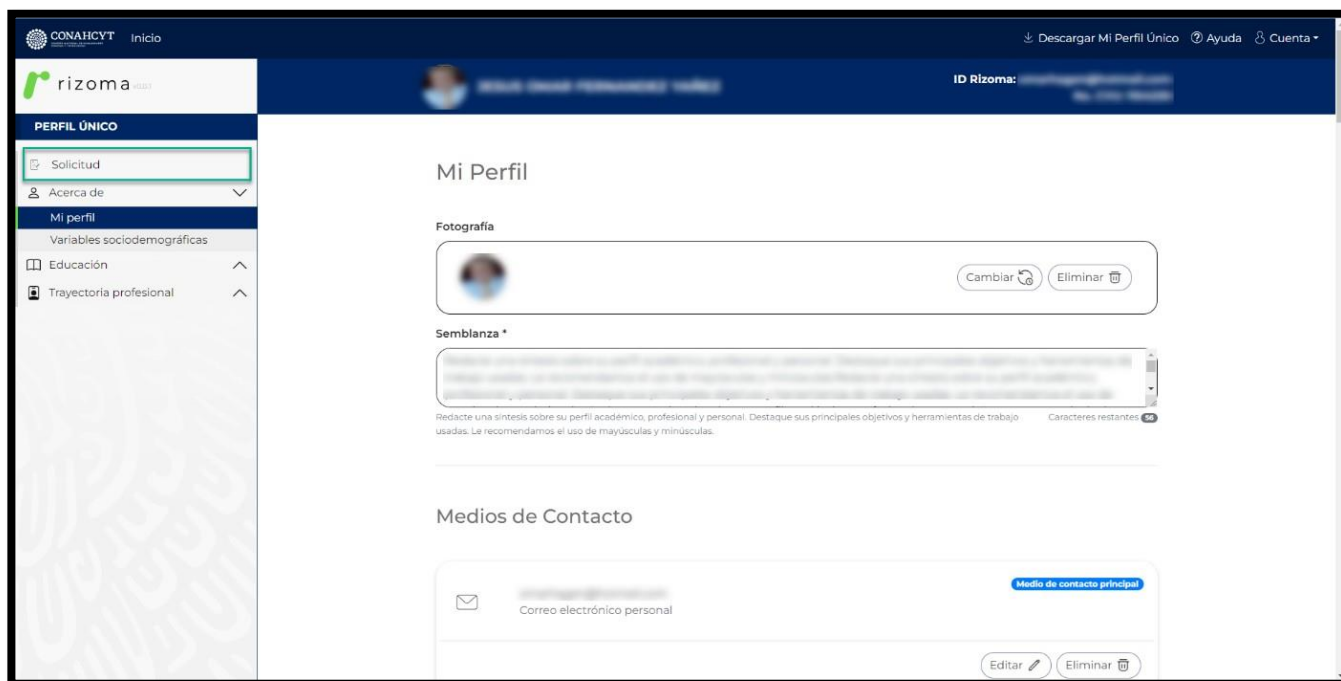 CONAHCYT Inicio Descargar Mi Perfil Único Ayuda Cuenta
rizoma
ID Rizoma:
PERFIL ÚNICO
Solicitud
Acerca de
Mi perfil
Variables sociodemográficas
Educación
Trayectoria profesional
Mi Perfil
Fotografía
Cambiar Eliminar
Semblanza *
Redacte una síntesis sobre su perfil académico, profesional y personal. Destaque sus principales objetivos y herramientas de trabajo Caracteres restantes 56
usadas. Le recomendamos el uso de mayúsculas y minúsculas.
Medios de Contacto
Medio de contacto principal
Correo electrónico personal
Editar Eliminar